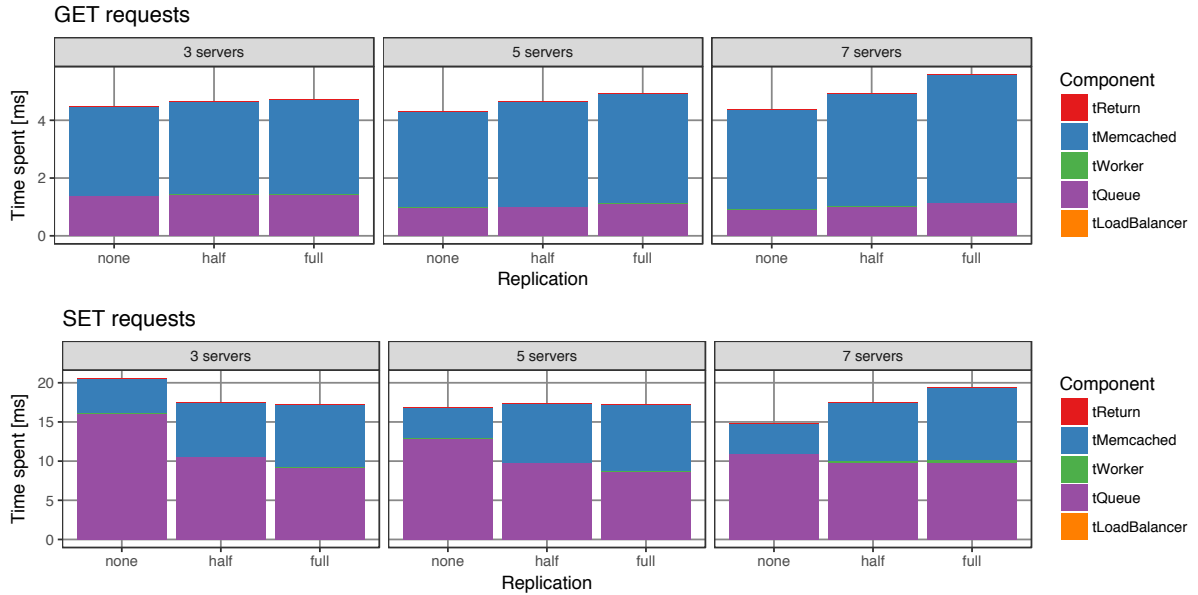 GET requests
3 servers
5 servers
7 servers
Time spent [ms]
4
2
0
none half full
none half full
none half full
Replication
Component
tReturn
tMemcached
tWorker
tQueue
tLoadBalancer
SET requests
3 servers
5 servers
7 servers
Time spent [ms]
20
15
10
5
0
none half full
none half full
none half full
Replication
Component
tReturn
tMemcached
tWorker
tQueue
tLoadBalancer